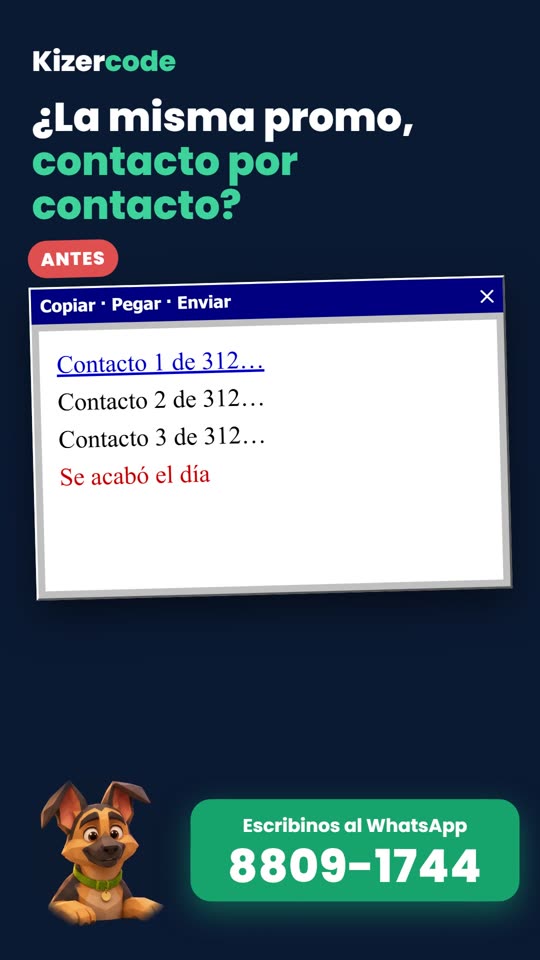 Kizercode
¿La misma promo,
contacto por
contacto?
ANTES
Copiar · Pegar · Enviar
×
Contacto 1 de 312...
Contacto 2 de 312...
Contacto 3 de 312...
Se acabó el día
Escribinos al WhatsApp
8809-1744